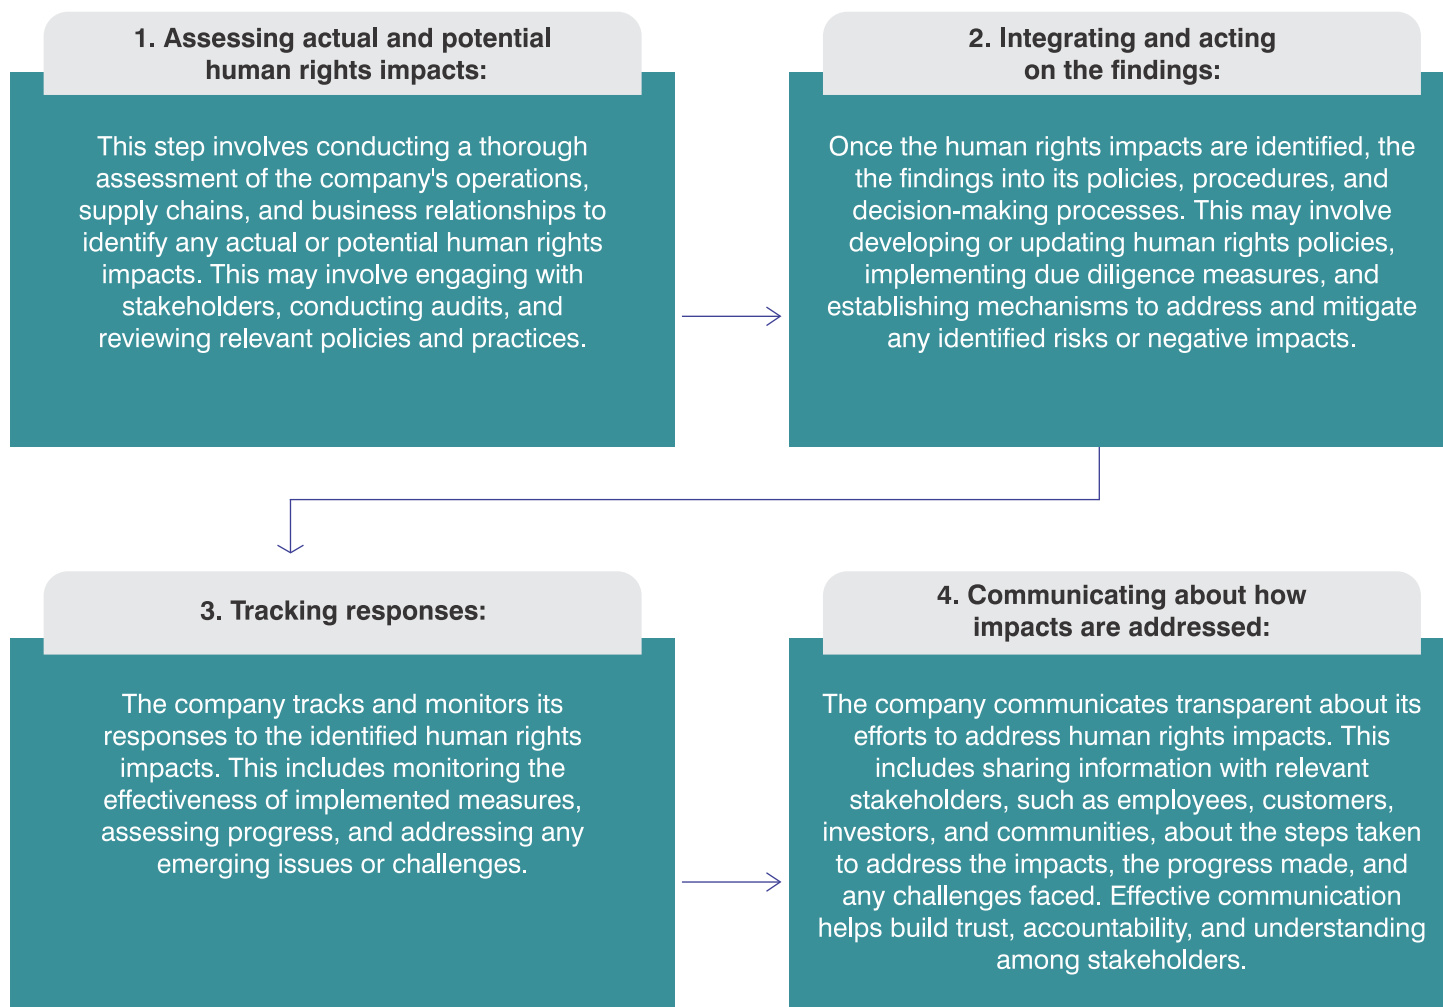 1. Assessing actual and potential
human rights impacts:
This step involves conducting a thorough
assessment of the company's operations,
supply chains, and business relationships to
identify any actual or potential human rights
impacts. This may involve engaging with
stakeholders, conducting audits, and
reviewing relevant policies and practices.
2. Integrating and acting
on the findings:
Once the human rights impacts are identified, the
the findings into its policies, procedures, and
decision-making processes. This may involve
developing or updating human rights policies,
implementing due diligence measures, and
establishing mechanisms to address and mitigate
any identified risks or negative impacts.
3. Tracking responses:
The company tracks and monitors its
responses to the identified human rights
impacts. This includes monitoring the
effectiveness of implemented measures,
assessing progress, and addressing any
emerging issues or challenges.
4. Communicating about how
impacts are addressed:
The company communicates transparent about its
efforts to address human rights impacts. This
includes sharing information with relevant
stakeholders, such as employees, customers,
investors, and communities, about the steps taken
to address the impacts, the progress made, and
any challenges faced. Effective communication
helps build trust, accountability, and understanding
among stakeholders.